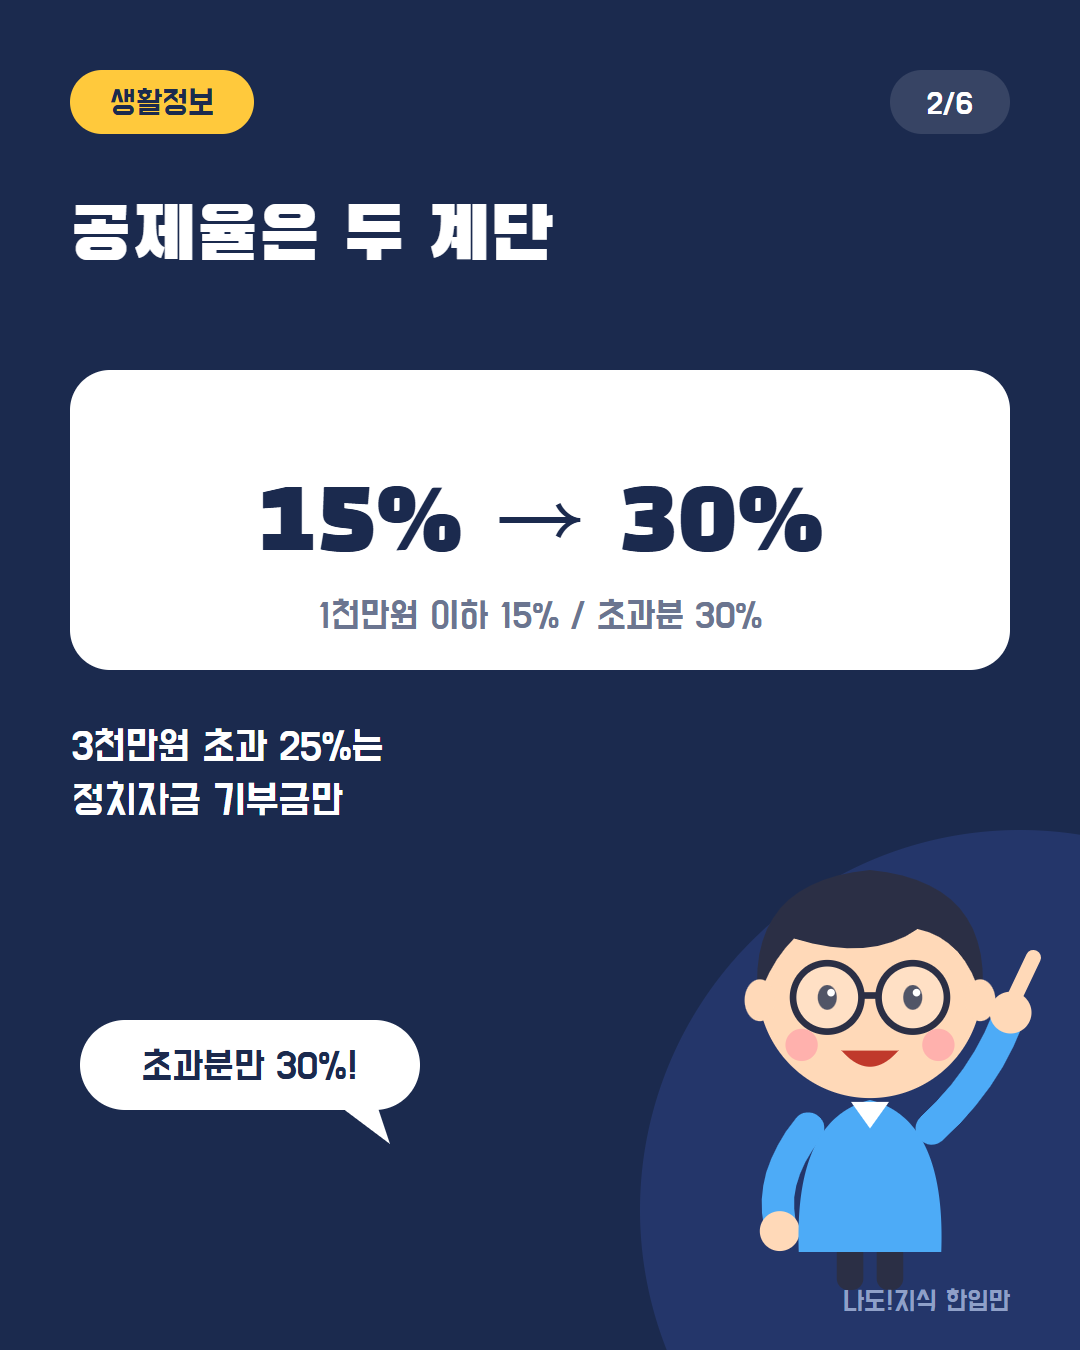 생활정보
2/6
공제율은 두 계단
15% → 30%
1천만원 이하 15% / 초과분 30%
3천만원 초과 25%는
정치자금 기부금만
초과분만 30%!
나도!지식 한입만